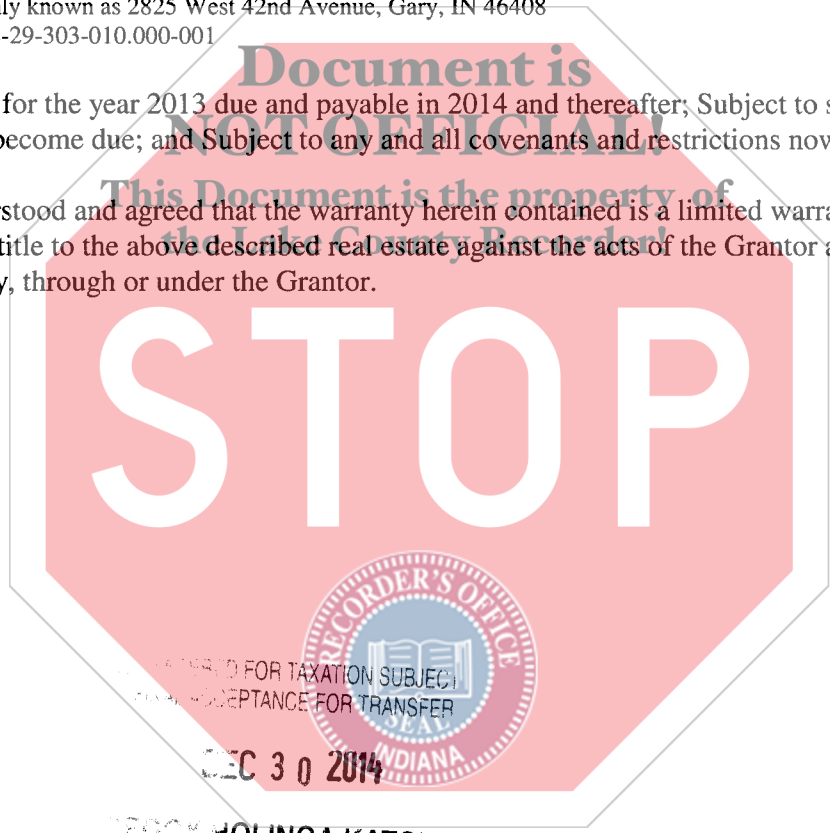 ly known as 2825 West 42nd Avenue, Gary, IN 46408
-29-303-010.000-001
Document is
for the year 2013 due and payable in 2014 and thereafter; Subject to s
NOT OFFICIAL!
become due; and Subject to any and all covenants and restrictions now
This Document is the property of
rstood and agreed that the warranty herein contained is a limited warra
the Lake County Recorder!
title to the above described real estate against the acts of the Grantor a
y, through or under the Grantor.
STOP
RECORDER'S OFFICE
FOR TAXATION SUBJECT
ACCEPTANCE FOR TRANSFER
SEAL
INDIANA
DEC 30 2014
HOLINGA KATONA